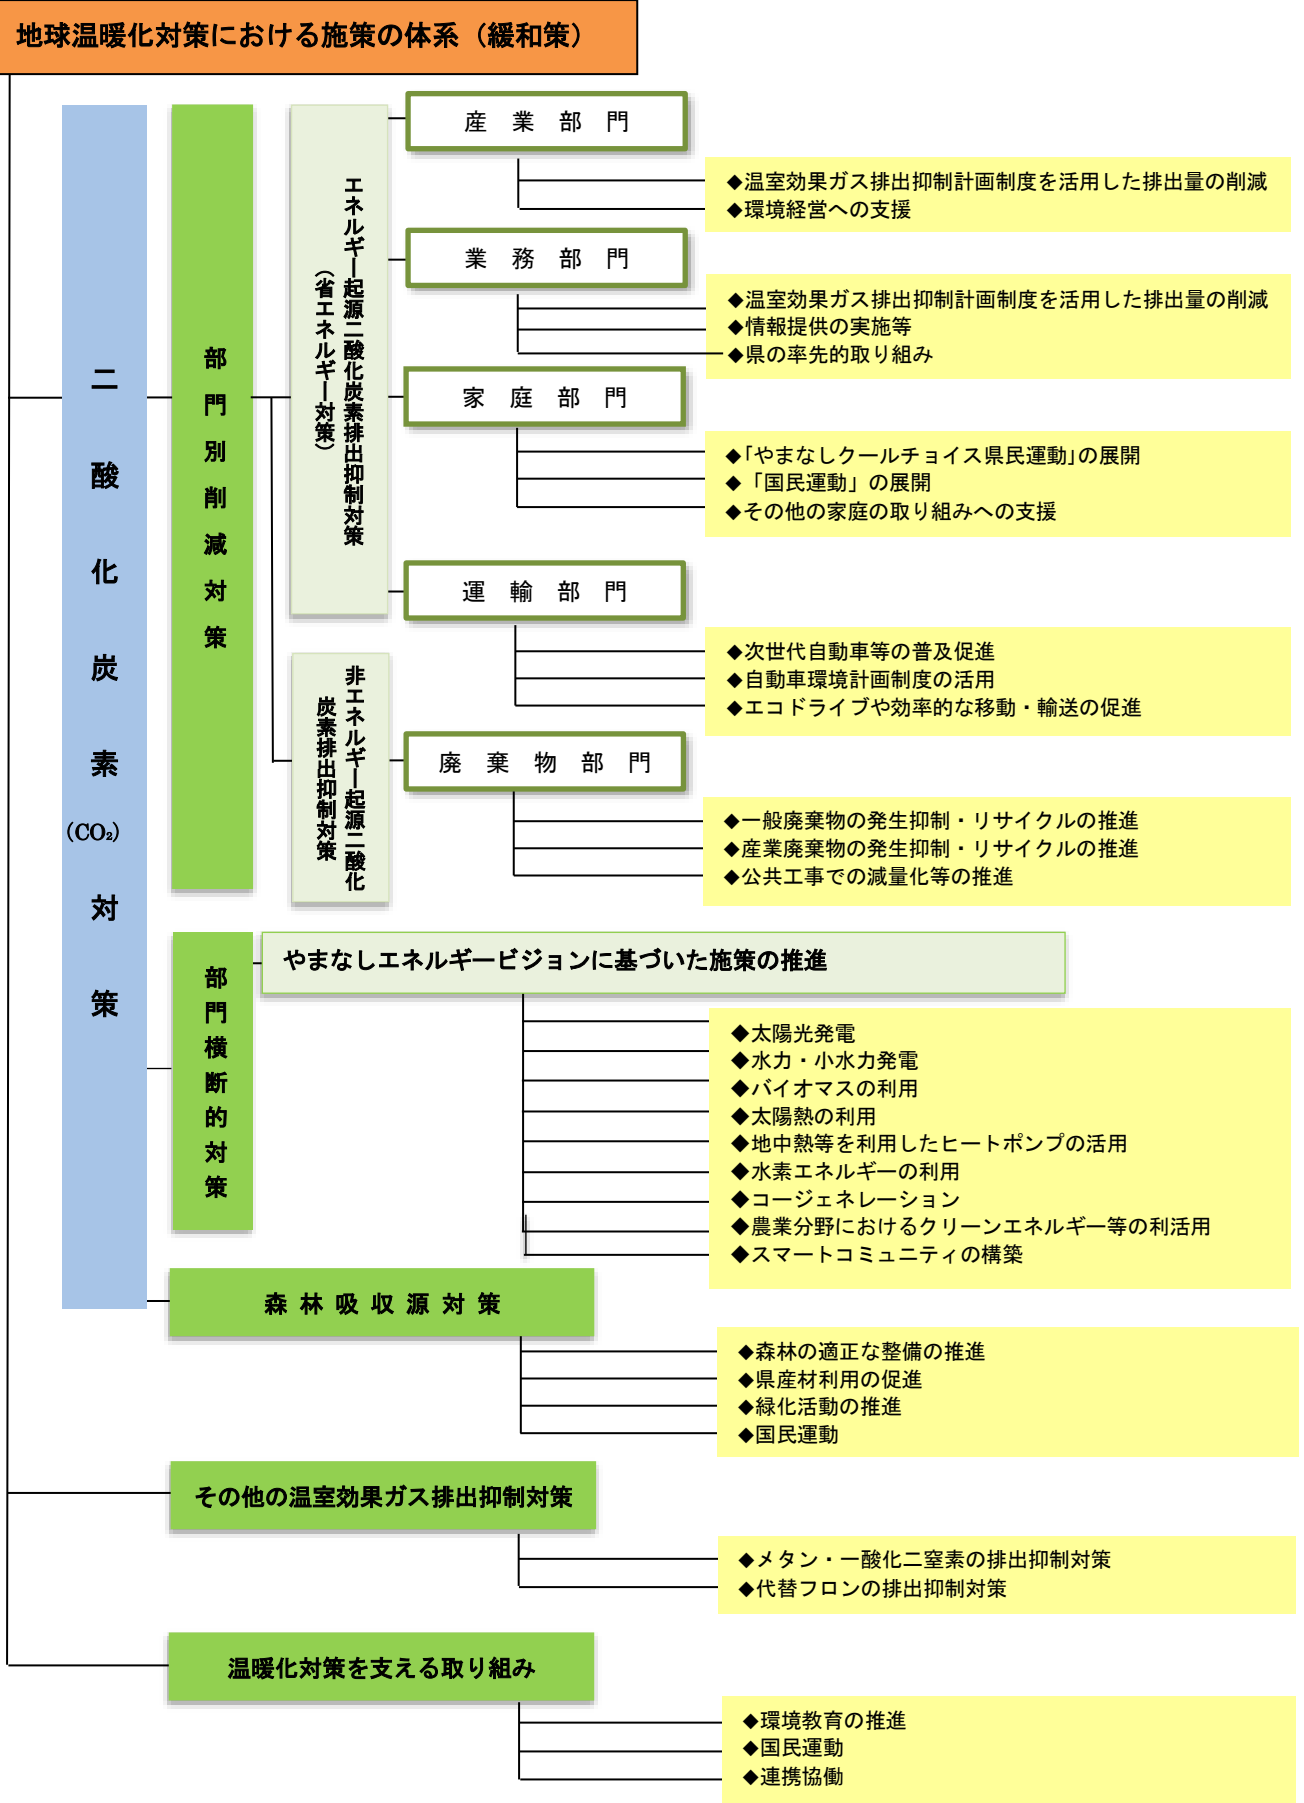 地球温暖化対策における施策の体系（緩和策）
二酸化炭素(CO₂)対策
部門別削減対策
エネルギー起源二酸化炭素排出抑制対策
（省エネルギー対策）
産業部門
◆温室効果ガス排出抑制計画制度を活用した排出量の削減
◆環境経営への支援
業務部門
◆温室効果ガス排出抑制計画制度を活用した排出量の削減
◆情報提供の実施等
◆県の率先的取り組み
家庭部門
◆「やまなしクールチョイス県民運動」の展開
◆「国民運動」の展開
◆その他の家庭の取り組みへの支援
運輸部門
◆次世代自動車等の普及促進
◆自動車環境計画制度の活用
◆エコドライブや効率的な移動・輸送の促進
非エネルギー起源二酸化
炭素排出抑制対策
廃棄物部門
◆一般廃棄物の発生抑制・リサイクルの推進
◆産業廃棄物の発生抑制・リサイクルの推進
◆公共工事での減量化等の推進
部門横断的対策
やまなしエネルギービジョンに基づいた施策の推進
◆太陽光発電
◆水力・小水力発電
◆バイオマスの利用
◆太陽熱の利用
◆地中熱等を利用したヒートポンプの活用
◆水素エネルギーの利用
◆コージェネレーション
◆農業分野におけるクリーンエネルギー等の利活用
◆スマートコミュニティの構築
森林吸収源対策
◆森林の適正な整備の推進
◆県産材利用の促進
◆緑化活動の推進
◆国民運動
その他の温室効果ガス排出抑制対策
◆メタン・一酸化二窒素の排出抑制対策
◆代替フロンの排出抑制対策
温暖化対策を支える取り組み
◆環境教育の推進
◆国民運動
◆連携協働